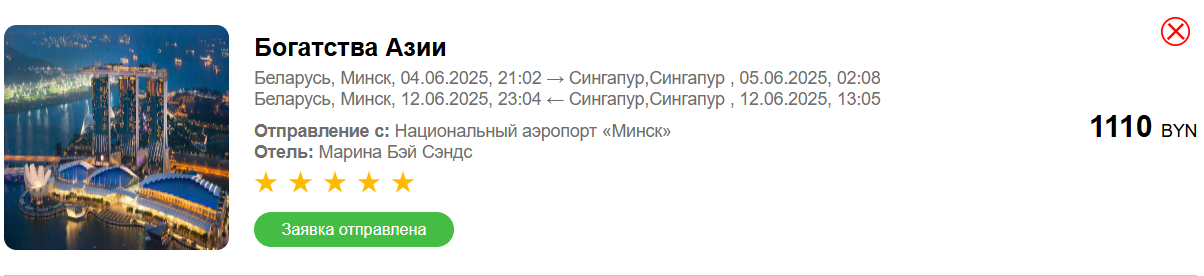 Богатства Азии
Беларусь, Минск, 04.06.2025, 21:02 → Сингапур,Сингапур , 05.06.2025, 02:08
Беларусь, Минск, 12.06.2025, 23:04 ← Сингапур,Сингапур , 12.06.2025, 13:05
1110 BYN
Отправление с: Национальный аэропорт «Минск»
Отель: Марина Бэй Сэндс
Заявка отправлена